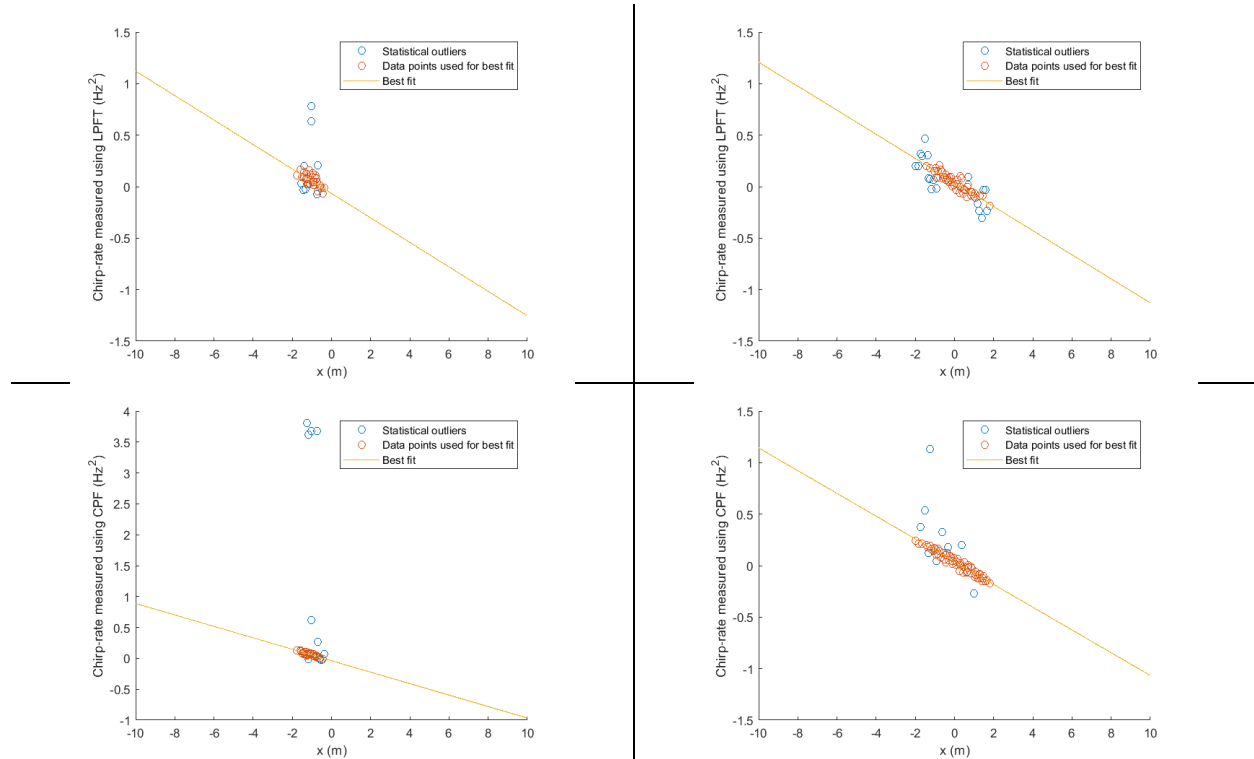 1.5
1
0.5
0
-0.5
-1
-1.5
-10 -8 -6 -4 -2 0 2 4 6 8 10
x (m)
Chirp-rate measured using LPFT (Hz²)
Statistical outliers
Data points used for best fit
Best fit
1.5
1
0.5
0
-0.5
-1
-1.5
-10 -8 -6 -4 -2 0 2 4 6 8 10
x (m)
Chirp-rate measured using LPFT (Hz²)
Statistical outliers
Data points used for best fit
Best fit
4
3.5
3
2.5
2
1.5
1
0.5
0
-0.5
-1
-10 -8 -6 -4 -2 0 2 4 6 8 10
x (m)
Chirp-rate measured using CPF (Hz²)
Statistical outliers
Data points used for best fit
Best fit
1.5
1
0.5
0
-0.5
-1
-1.5
-10 -8 -6 -4 -2 0 2 4 6 8 10
x (m)
Chirp-rate measured using CPF (Hz²)
Statistical outliers
Data points used for best fit
Best fit